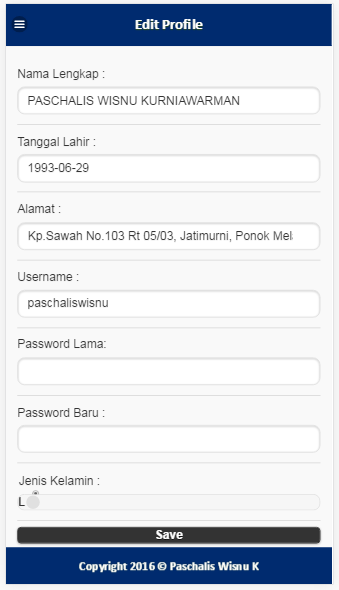 Edit Profile
Nama Lengkap :
PASCHALIS WISNU KURNIAWARMAN
Tanggal Lahir :
1993-06-29
Alamat :
Kp.Sawah No.103 Rt 05/03, Jatimurni, Ponok Mel
Username :
paschaliswisnu
Password Lama:
Password Baru :
Jenis Kelamin :
L
Save
Copyright 2016 © Paschalis Wisnu K